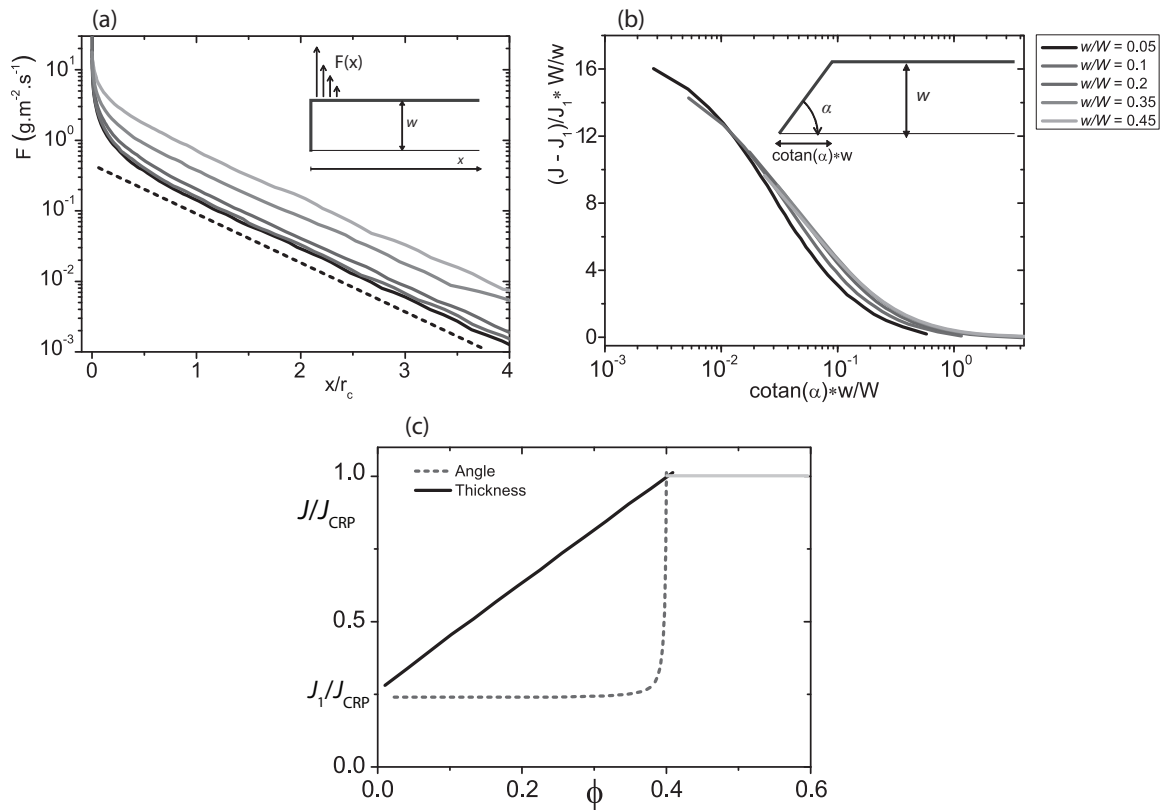 (a)
F (g.m⁻².s⁻¹)
10¹
10⁰
10⁻¹
10⁻²
10⁻³
0
1
2
3
4
x/r_c
F(x)
w
x
(b)
(J - J₁)/J₁* W/w
16
12
8
4
0
10⁻³
10⁻²
10⁻¹
10⁰
cotan(α)*w/W
α
w
cotan(α)*w
w/W = 0.05
w/W = 0.1
w/W = 0.2
w/W = 0.35
w/W = 0.45
(c)
Angle
Thickness
J/J_CRP
J₁/J_CRP
1.0
0.5
0.0
0.0
0.2
0.4
0.6
ϕ